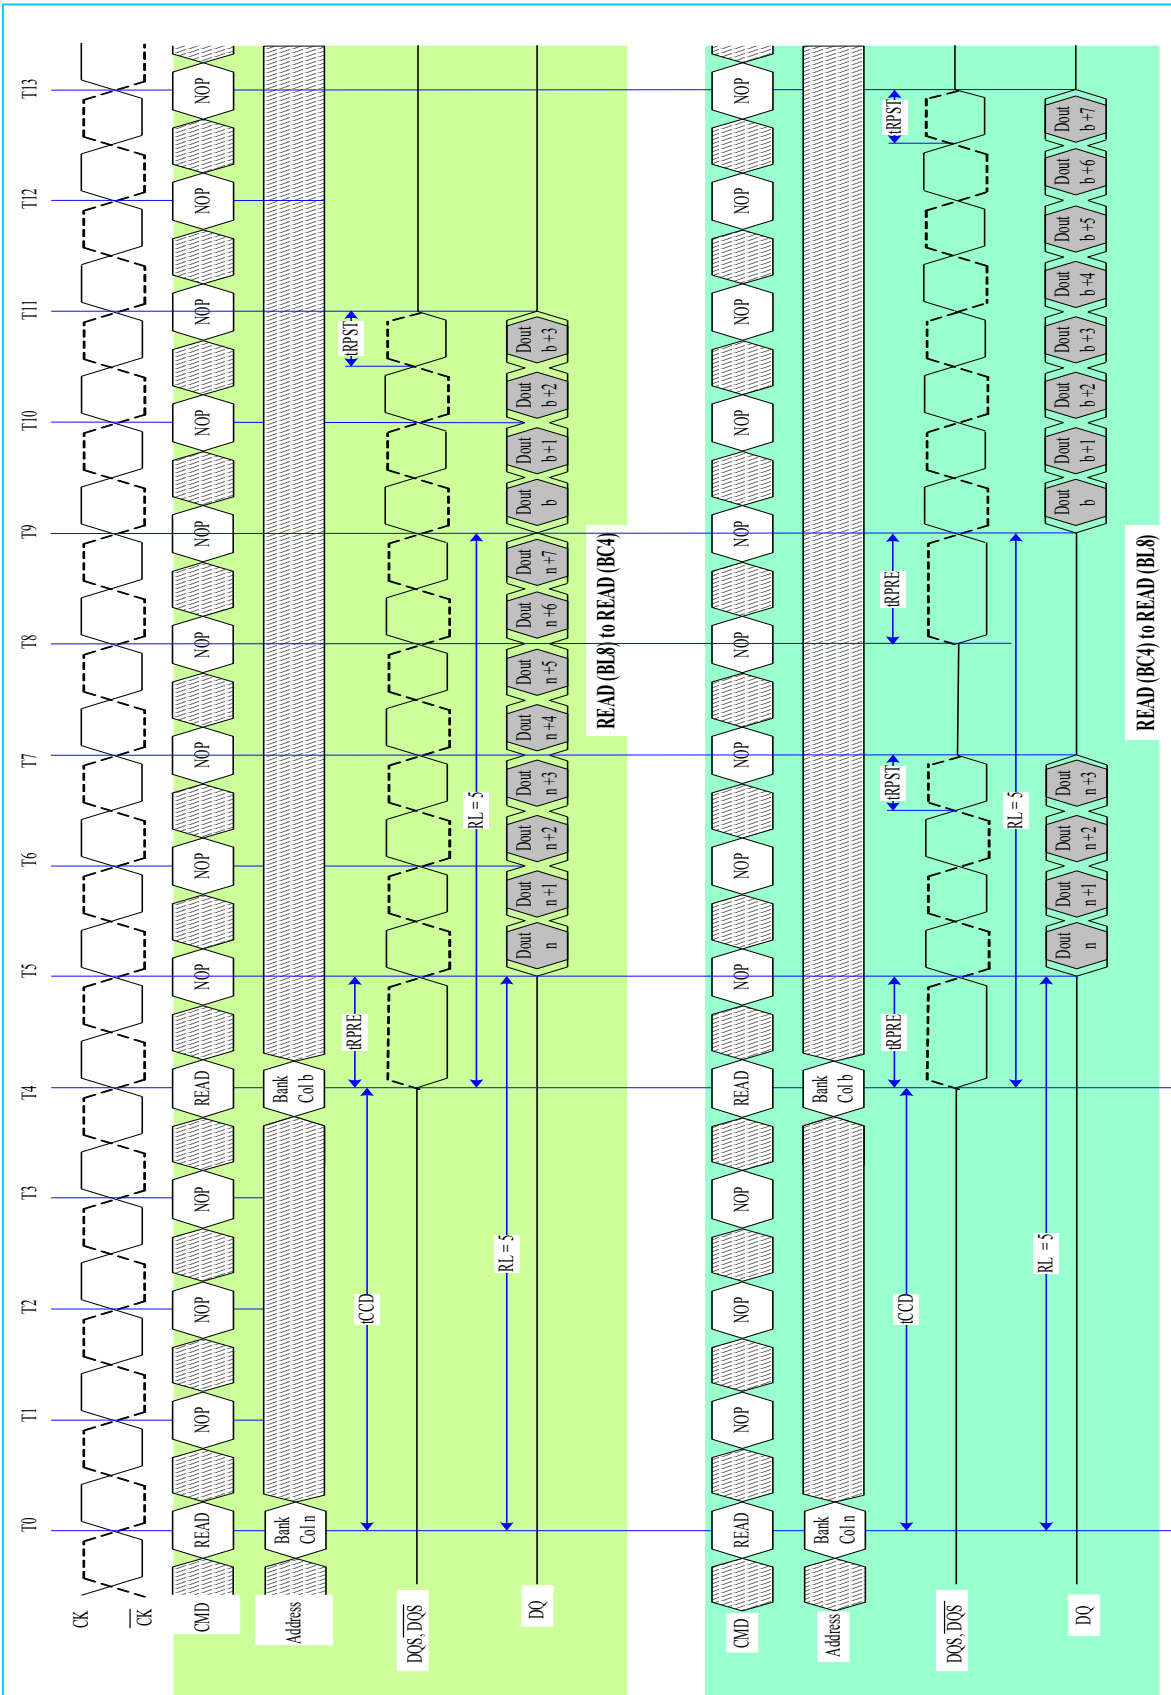 T0 T1 T2 T3 T4 T5 T6 T7 T8 T9 T10 T11 T12 T13
CK
CK
CMD READ NOP NOP NOP READ NOP NOP NOP NOP NOP NOP NOP NOP NOP
Address Bank Col n Bank Col b
tCCD tRPRE tRPST
DQS, DQS
RL = 5
RL = 5
DQ Dout n Dout n+1 Dout n+2 Dout n+3 Dout n+4 Dout n+5 Dout n+6 Dout n+7 Dout b Dout b+1 Dout b+2 Dout b+3
READ (BL8) to READ (BC4)
CMD READ NOP NOP NOP READ NOP NOP NOP NOP NOP NOP NOP NOP NOP
Address Bank Col n Bank Col b
tCCD tRPRE tRPST tRPRE tRPST
DQS, DQS
RL = 5
RL = 5
DQ Dout n Dout n+1 Dout n+2 Dout n+3 Dout b Dout b+1 Dout b+2 Dout b+3 Dout b+4 Dout b+5 Dout b+6 Dout b+7
READ (BC4) to READ (BL8)